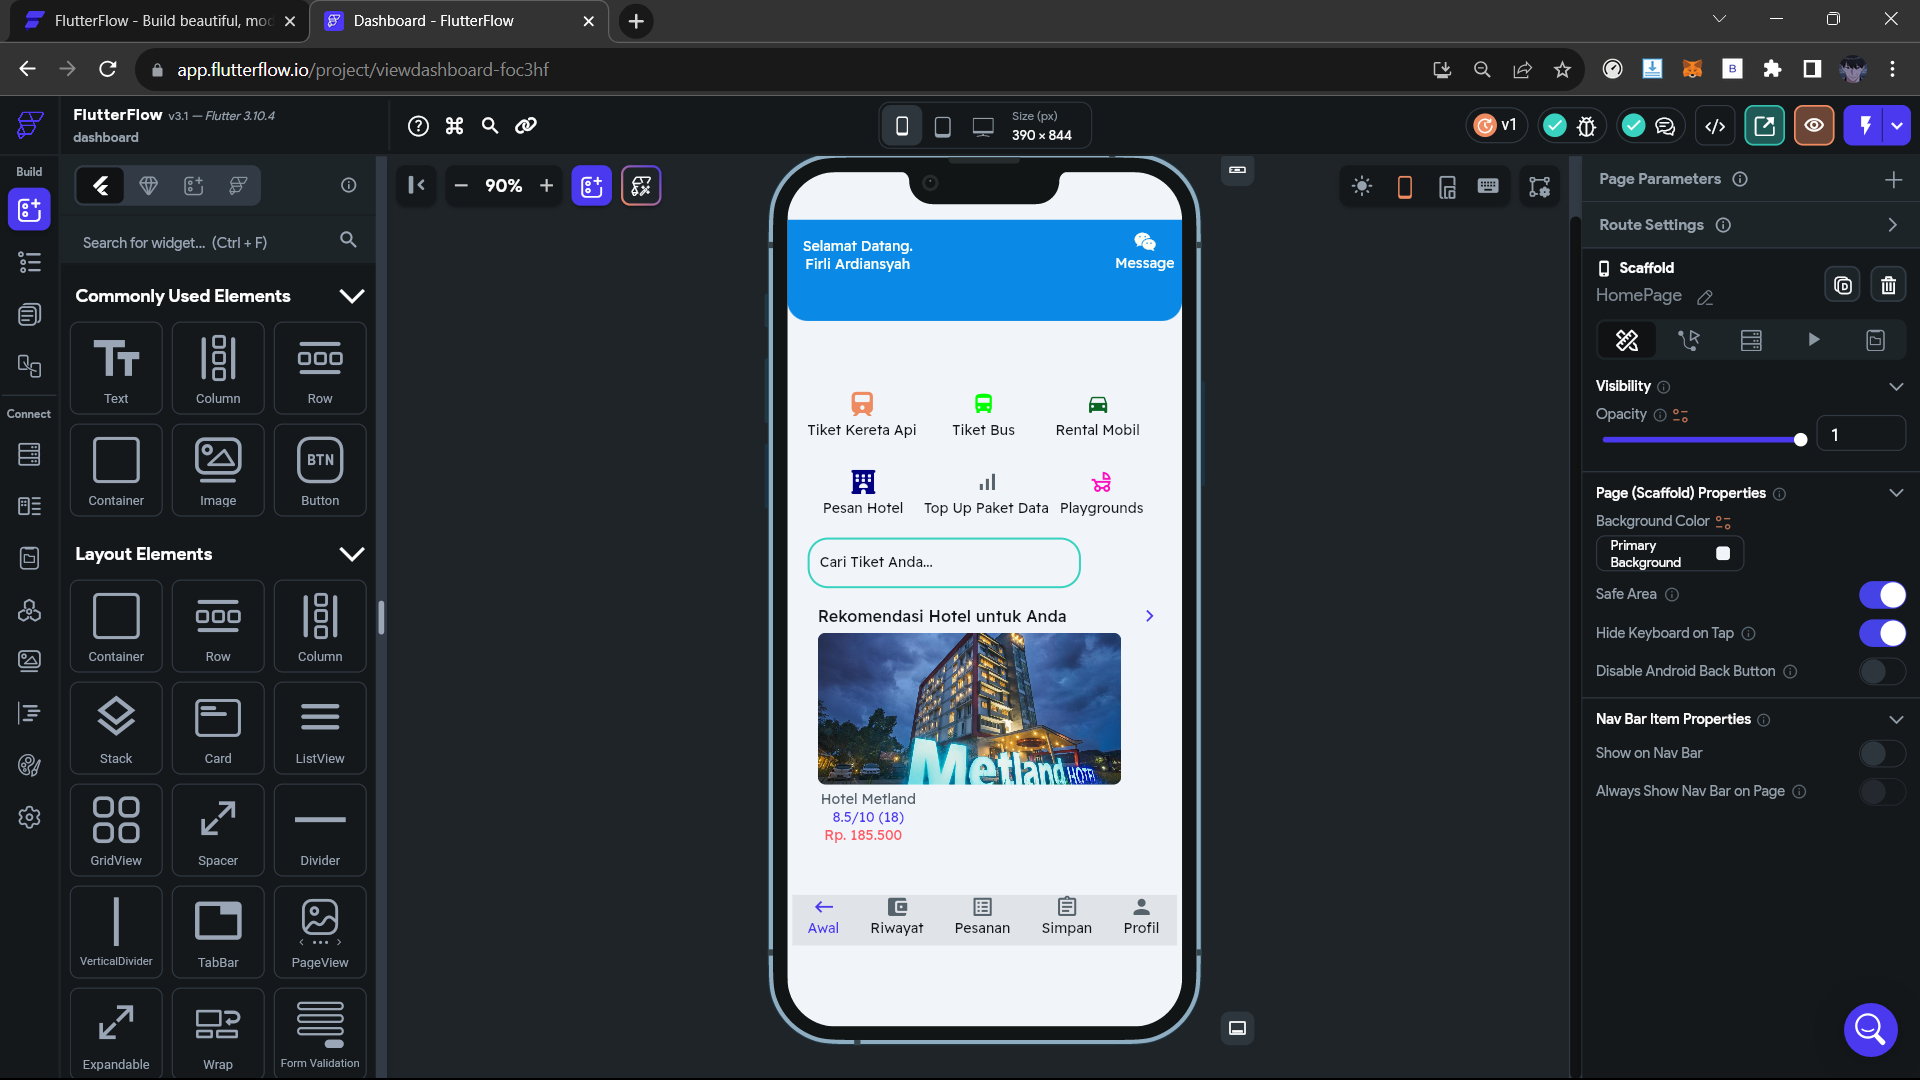 FlutterFlow - Build beautiful, mod
Dashboard - FlutterFlow
app.flutterflow.io/project/viewdashboard-foc3hf
B
FlutterFlow v3.1 — Flutter 3.10.4
dashboard
Size (px)
390 × 844
v1
Build
Connect
Search for widget... (Ctrl + F)
Commonly Used Elements
Tt
Text
Column
Row
Container
Image
BTN
Button
Layout Elements
Container
Row
Column
Stack
Card
ListView
GridView
Spacer
Divider
VerticalDivider
TabBar
PageView
Expandable
Wrap
Form Validation
90%
Selamat Datang.
Firli Ardiansyah
Message
Tiket Kereta Api
Tiket Bus
Rental Mobil
Pesan Hotel
Top Up Paket Data
Playgrounds
Cari Tiket Anda...
Rekomendasi Hotel untuk Anda
Metland HOTEL
Hotel Metland
8.5/10 (18)
Rp. 185.500
Awal
Riwayat
Pesanan
Simpan
Profil
Page Parameters
Route Settings
Scaffold
HomePage
Visibility
Opacity
1
Page (Scaffold) Properties
Background Color
Primary
Background
Safe Area
Hide Keyboard on Tap
Disable Android Back Button
Nav Bar Item Properties
Show on Nav Bar
Always Show Nav Bar on Page